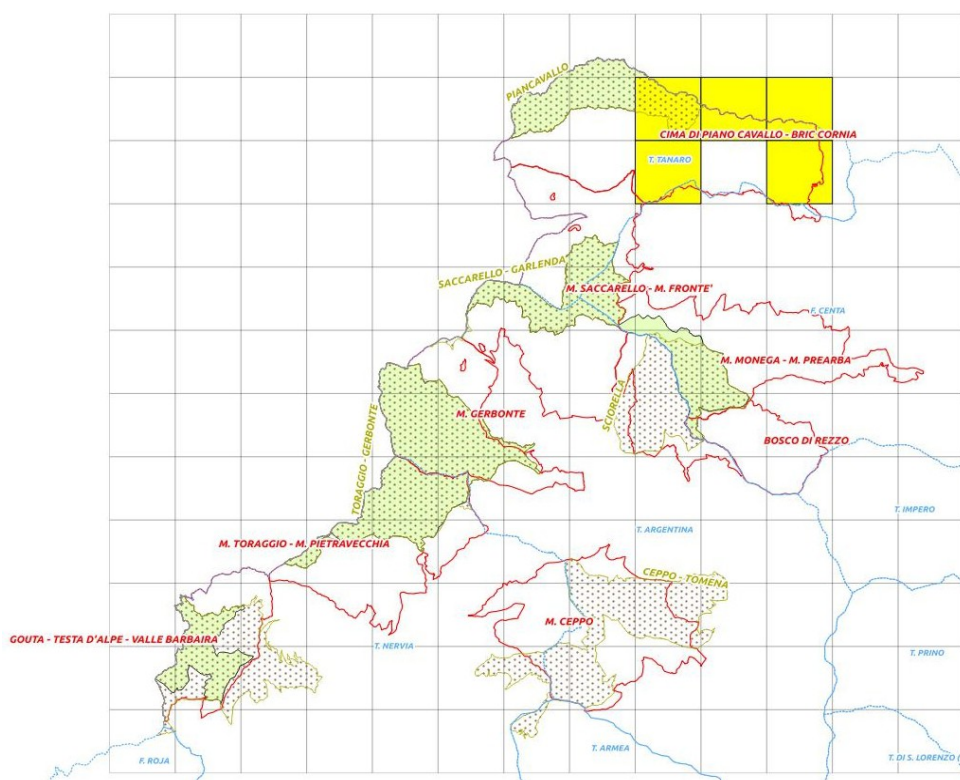 PIANCAVALLO
CIMA DI PIANO CAVALLO - BRIC CORNIA
T. TANARO
SACCARELLO - GARLENDA
M. SACCARELLO - M. FRONTE'
F. CENTA
M. MONEGA - M. PREARBA
SCIORELLA
M. GERBONTE
TORAGGIO - GERBONTE
BOSCO DI REZZO
T. IMPERO
T. ARGENTINA
M. TORAGGIO - M. PIETRAVECCHIA
CEPPO - TOMENA
M. CEPPO
GOUTA - TESTA D'ALPE - VALLE BARBAIRA
T. NERVIA
T. PRINO
T. ARMEA
F. ROJA
T. DI S. LORENZO (